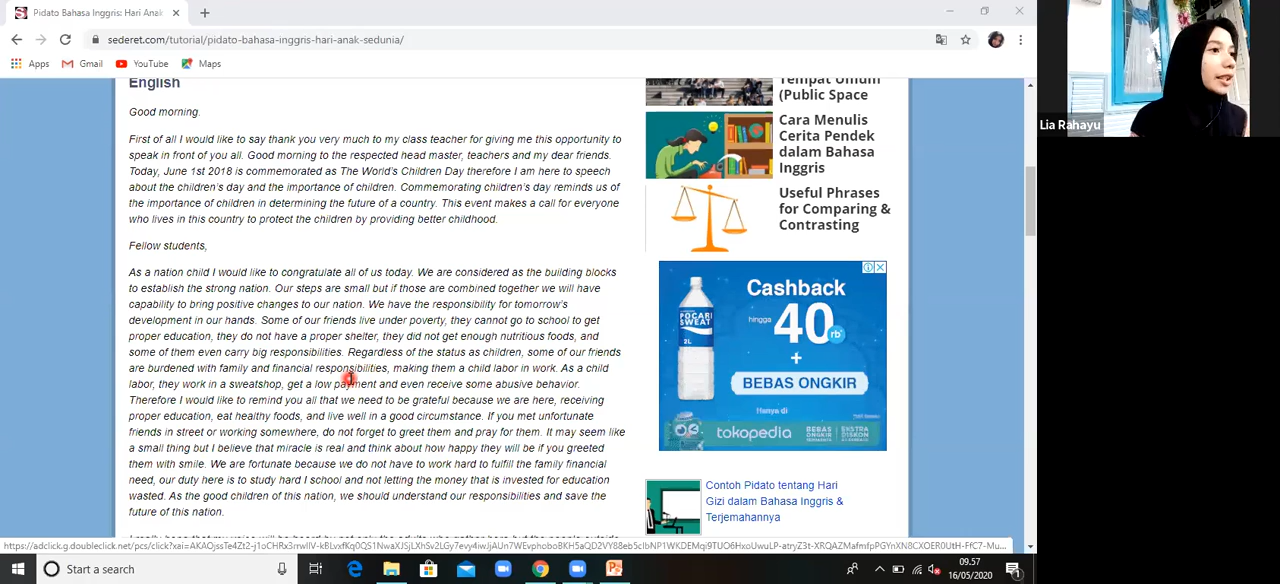 Pidato Bahasa Inggris: Hari Anak
sederet.com/tutorial/pidato-bahasa-inggris-hari-anak-sedunia/
Apps
Gmail
YouTube
Maps
English
Good morning.
First of all I would like to say thank you very much to my class teacher for giving me this opportunity to
speak in front of you all. Good morning to the respected head master, teachers and my dear friends.
Today, June 1st 2018 is commemorated as The World's Children Day therefore I am here to speech
about the children's day and the importance of children. Commemorating children's day reminds us of
the importance of children in determining the future of a country. This event makes a call for everyone
who lives in this country to protect the children by providing better childhood.
Fellow students,
As a nation child I would like to congratulate all of us today. We are considered as the building blocks
to establish the strong nation. Our steps are small but if those are combined together we will have
capability to bring positive changes to our nation. We have the responsibility for tomorrow's
development in our hands. Some of our friends live under poverty, they cannot go to school to get
proper education, they do not have a proper shelter, they did not get enough nutritious foods, and
some of them even carry big responsibilities. Regardless of the status as children, some of our friends
are burdened with family and financial responsibilities, making them a child labor in work. As a child
labor, they work in a sweatshop, get a low payment and even receive some abusive behavior.
Therefore I would like to remind you all that we need to be grateful because we are here, receiving
proper education, eat healthy foods, and live well in a good circumstance. If you met unfortunate
friends in street or working somewhere, do not forget to greet them and pray for them. It may seem like
a small thing but I believe that miracle is real and think about how happy they will be if you greeted
them with smile. We are fortunate because we do not have to work hard to fulfill the family financial
need, our duty here is to study hard I school and not letting the money that is invested for education
wasted. As the good children of this nation, we should understand our responsibilities and save the
future of this nation.
Tempat Umum
(Public Space
Cara Menulis
Cerita Pendek
dalam Bahasa
Inggris
Useful Phrases
for Comparing &
Contrasting
Cashback
hingga 40 rb
+
BEBAS ONGKIR
POCARI
SWEAT
2L
Hanya di
tokopedia
BEBAS
ONGKIR
EKSTRA
DISKON
Contoh Pidato tentang Hari
Gizi dalam Bahasa Inggris &
Terjemahannya
Lia Rahayu
Start a search
09.57
16/05/2020